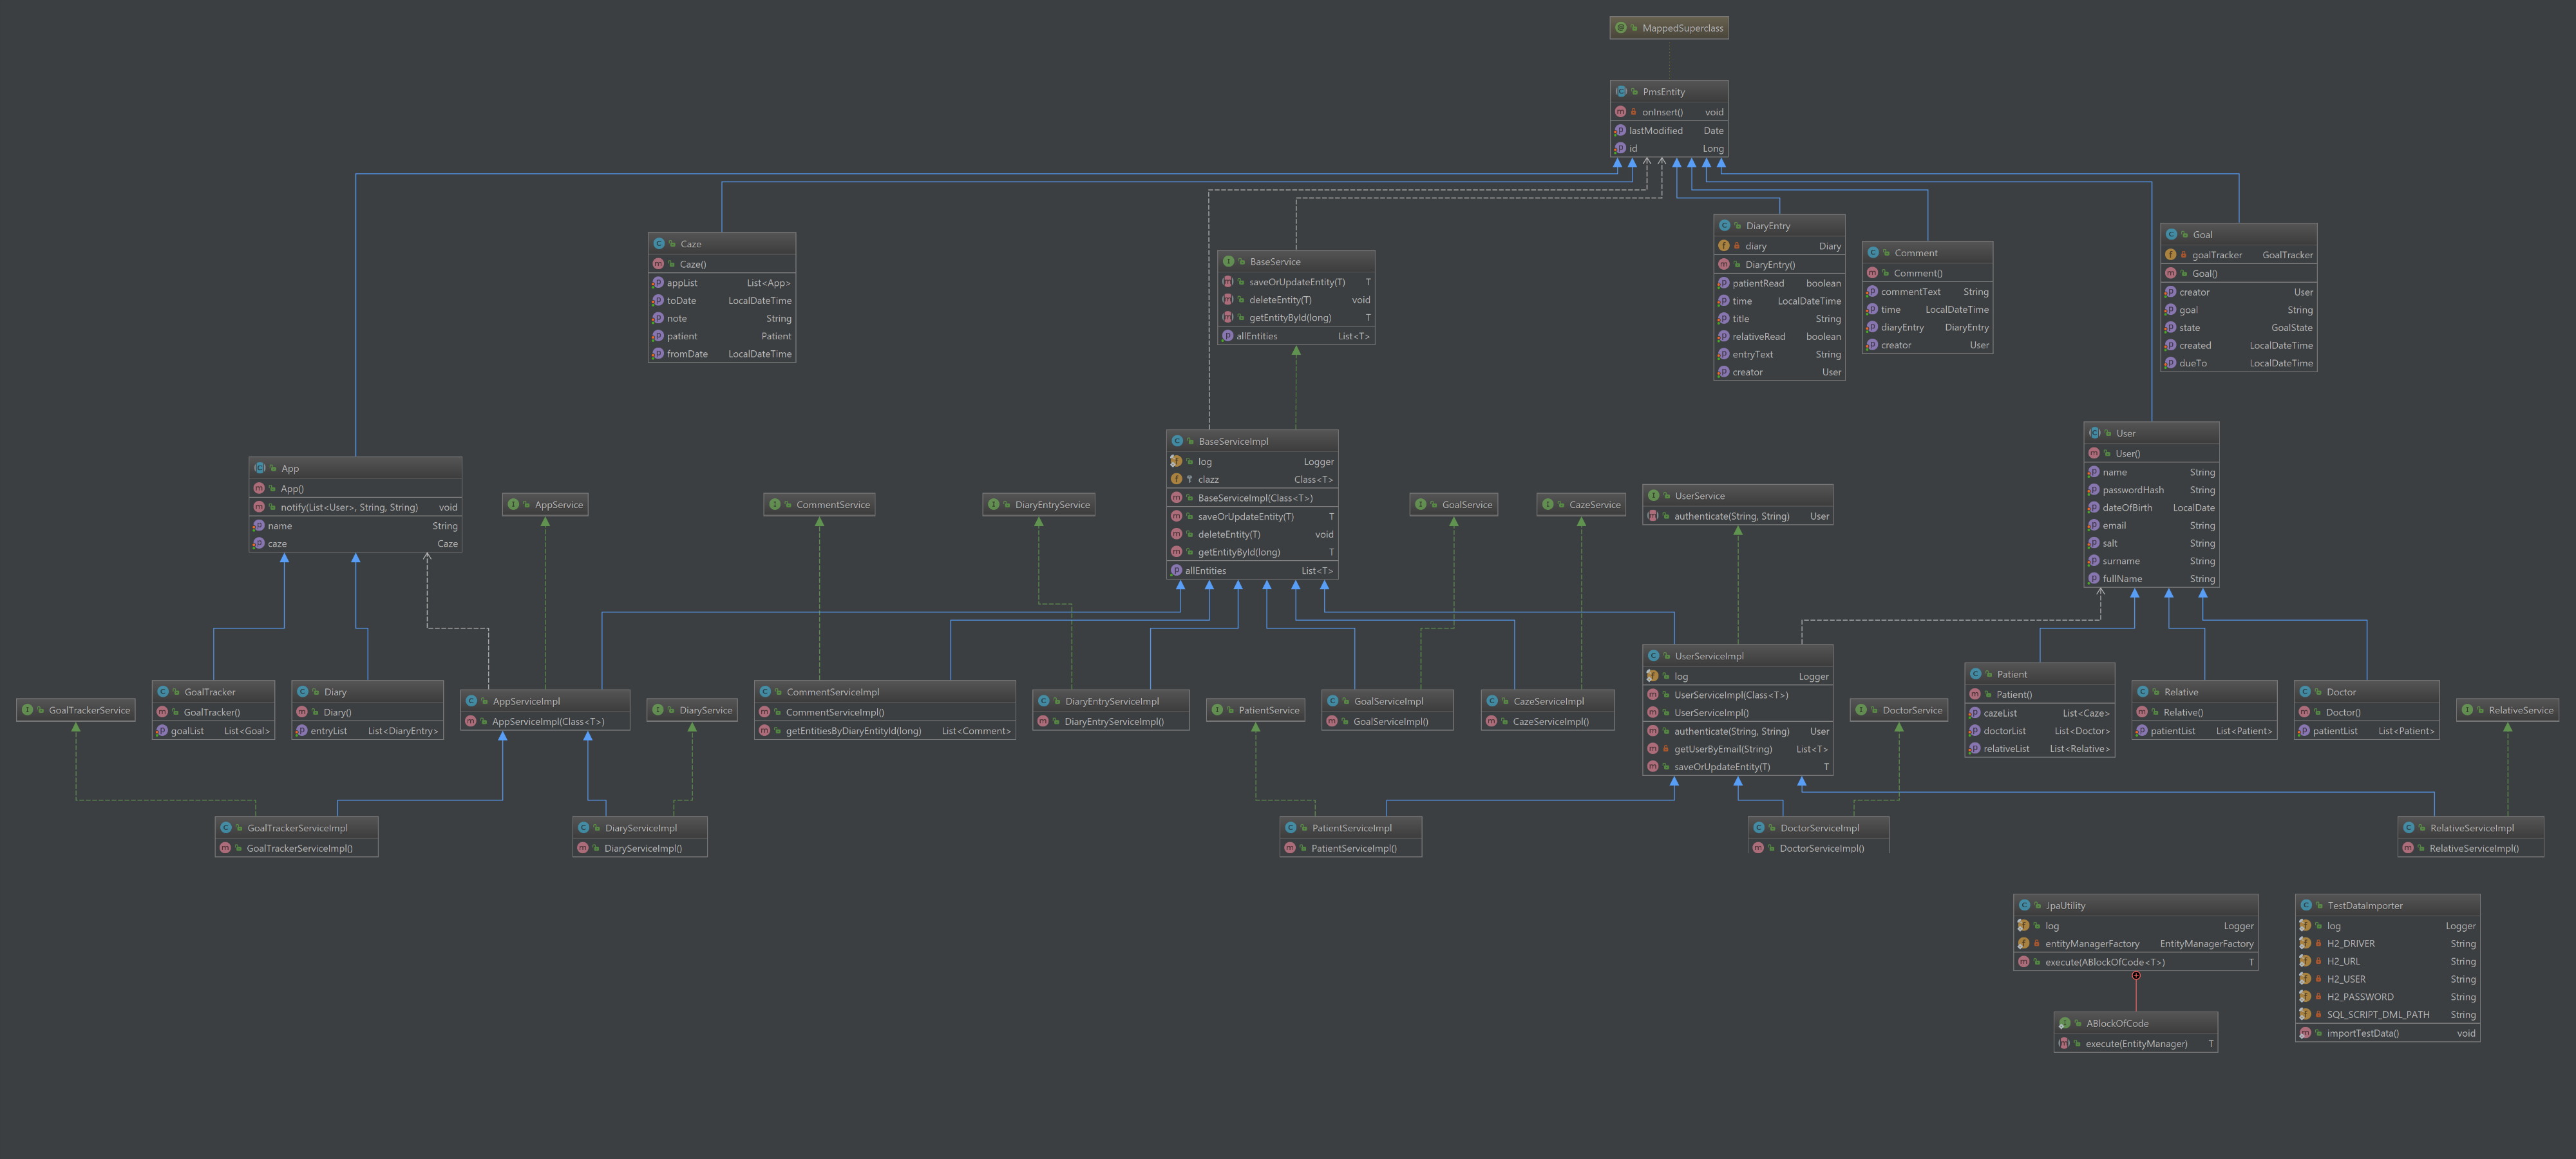 MappedSuperclass
PmsEntity
onInsert() void
lastModified Date
id Long
Caze
Caze()
appList List<App>
toDate LocalDateTime
note String
patient Patient
fromDate LocalDateTime
BaseService
saveOrUpdateEntity(T) T
deleteEntity(T) void
getEntityById(long) T
allEntities List<T>
DiaryEntry
diary Diary
DiaryEntry()
patientRead boolean
time LocalDateTime
title String
relativeRead boolean
entryText String
creator User
Comment
Comment()
commentText String
time LocalDateTime
diaryEntry DiaryEntry
creator User
Goal
goalTracker GoalTracker
Goal()
creator User
goal String
state GoalState
created LocalDateTime
dueTo LocalDateTime
App
App()
notify(List<User>, String, String) void
name String
caze Caze
AppService
CommentService
DiaryEntryService
BaseServiceImpl
log Logger
clazz Class<T>
BaseServiceImpl(Class<T>)
saveOrUpdateEntity(T) T
deleteEntity(T) void
getEntityById(long) T
allEntities List<T>
GoalService
CazeService
UserService
authenticate(String, String) User
User
User()
name String
passwordHash String
dateOfBirth LocalDate
email String
salt String
surname String
fullName String
GoalTrackerService
GoalTracker
GoalTracker()
goalList List<Goal>
Diary
Diary()
entryList List<DiaryEntry>
AppServiceImpl
AppServiceImpl(Class<T>)
DiaryService
CommentServiceImpl
CommentServiceImpl()
getEntitiesByDiaryEntityId(long) List<Comment>
DiaryEntryServiceImpl
DiaryEntryServiceImpl()
PatientService
GoalServiceImpl
GoalServiceImpl()
CazeServiceImpl
CazeServiceImpl()
UserServiceImpl
log Logger
UserServiceImpl(Class<T>)
UserServiceImpl()
authenticate(String, String) User
getUserByEmail(String) List<T>
saveOrUpdateEntity(T) T
DoctorService
Patient
Patient()
cazeList List<Caze>
doctorList List<Doctor>
relativeList List<Relative>
Relative
Relative()
patientList List<Patient>
Doctor
Doctor()
patientList List<Patient>
RelativeService
GoalTrackerServiceImpl
GoalTrackerServiceImpl()
DiaryServiceImpl
DiaryServiceImpl()
PatientServiceImpl
PatientServiceImpl()
DoctorServiceImpl
DoctorServiceImpl()
RelativeServiceImpl
RelativeServiceImpl()
JpaUtility
log Logger
entityManagerFactory EntityManagerFactory
execute(ABlockOfCode<T>) T
ABlockOfCode
execute(EntityManager) T
TestDataImporter
log Logger
H2_DRIVER String
H2_URL String
H2_USER String
H2_PASSWORD String
SQL_SCRIPT_DML_PATH String
importTestData() void